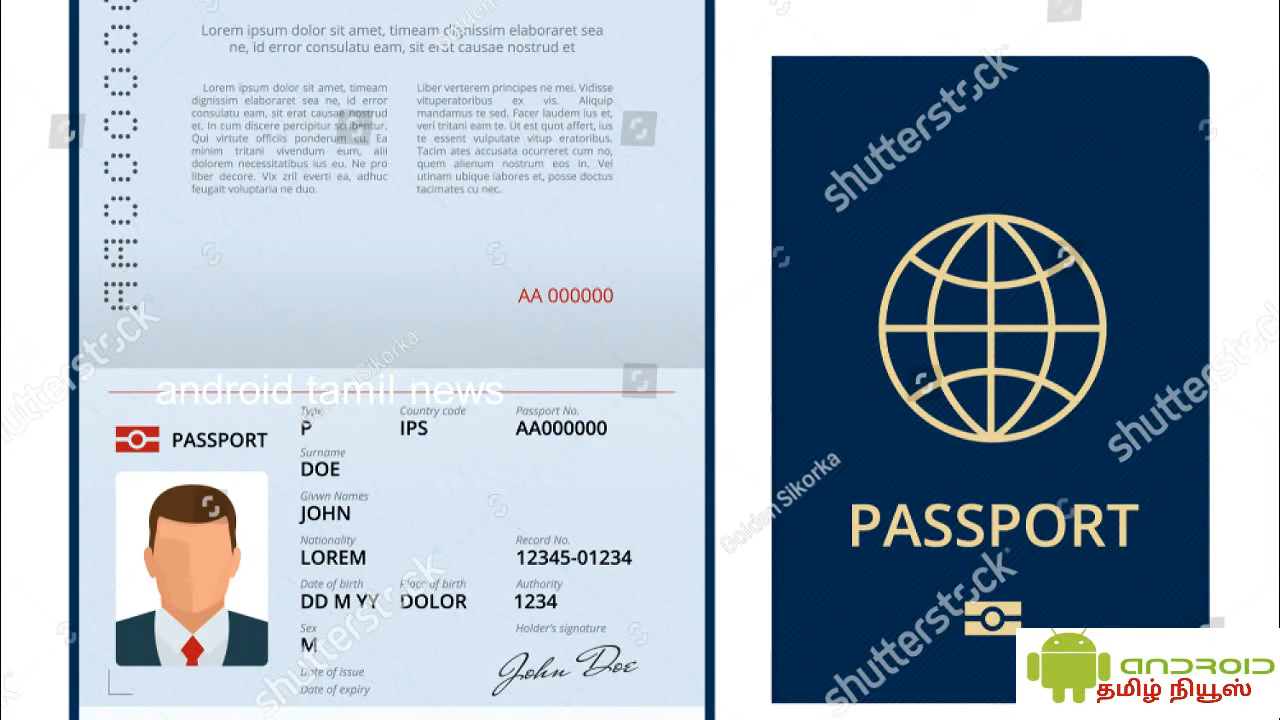 Lorem ipsum dolor sit amet, timeam dignissim elaboraret sea
ne, id error consulatu eam, sit erat causae nostrud et
Lorem ipsum dolor sit amet, timeam
dignissim elaboraret sea ne, id error
consulatu eam, sit erat causae nostrud
et. In cum discere percipitur scribentur.
Qui virtute officiis ponderum eu. Ea
minim tritani vivendum eum, alii
dolorem necessitatibus ius eu. Ne pro
liber decore. Vix zril everti ea, adhuc
feugait voluptaria ne duo.
Liber verterem principes ne mei. Vidisse
vituperatoribus ex vis. Aliquip
mandamus te sed. Facer laudem ius et,
veri tritani eam te. Ut est quot affert, ius
te essent vulputate vitup eratoribus.
Tacim ates accusata ocurreret cum no,
quem alienum nostrum eos in. Vel
utinam ubique labores et, posse doctus
tacimates cu nec.
AA00000
AA 000000
android tamil news
PASSPORT
Type
P
Country code
IPS
Passport No.
AA000000
Surname
DOE
Givwn Names
JOHN
Nationality
LOREM
Record No.
12345-01234
Date of birth
DD M YY
Place of birth
DOLOR
Authority
1234
Sex
M
Holder's signature
John Doe
Date of issue
Date of expiry
PASSPORT
shutterstock
shutterstock
shutterstock
shutterstock
shutterstock
Golden Sikorka
Golden Sikorka
ANDROID
தமிழ் நியூஸ்